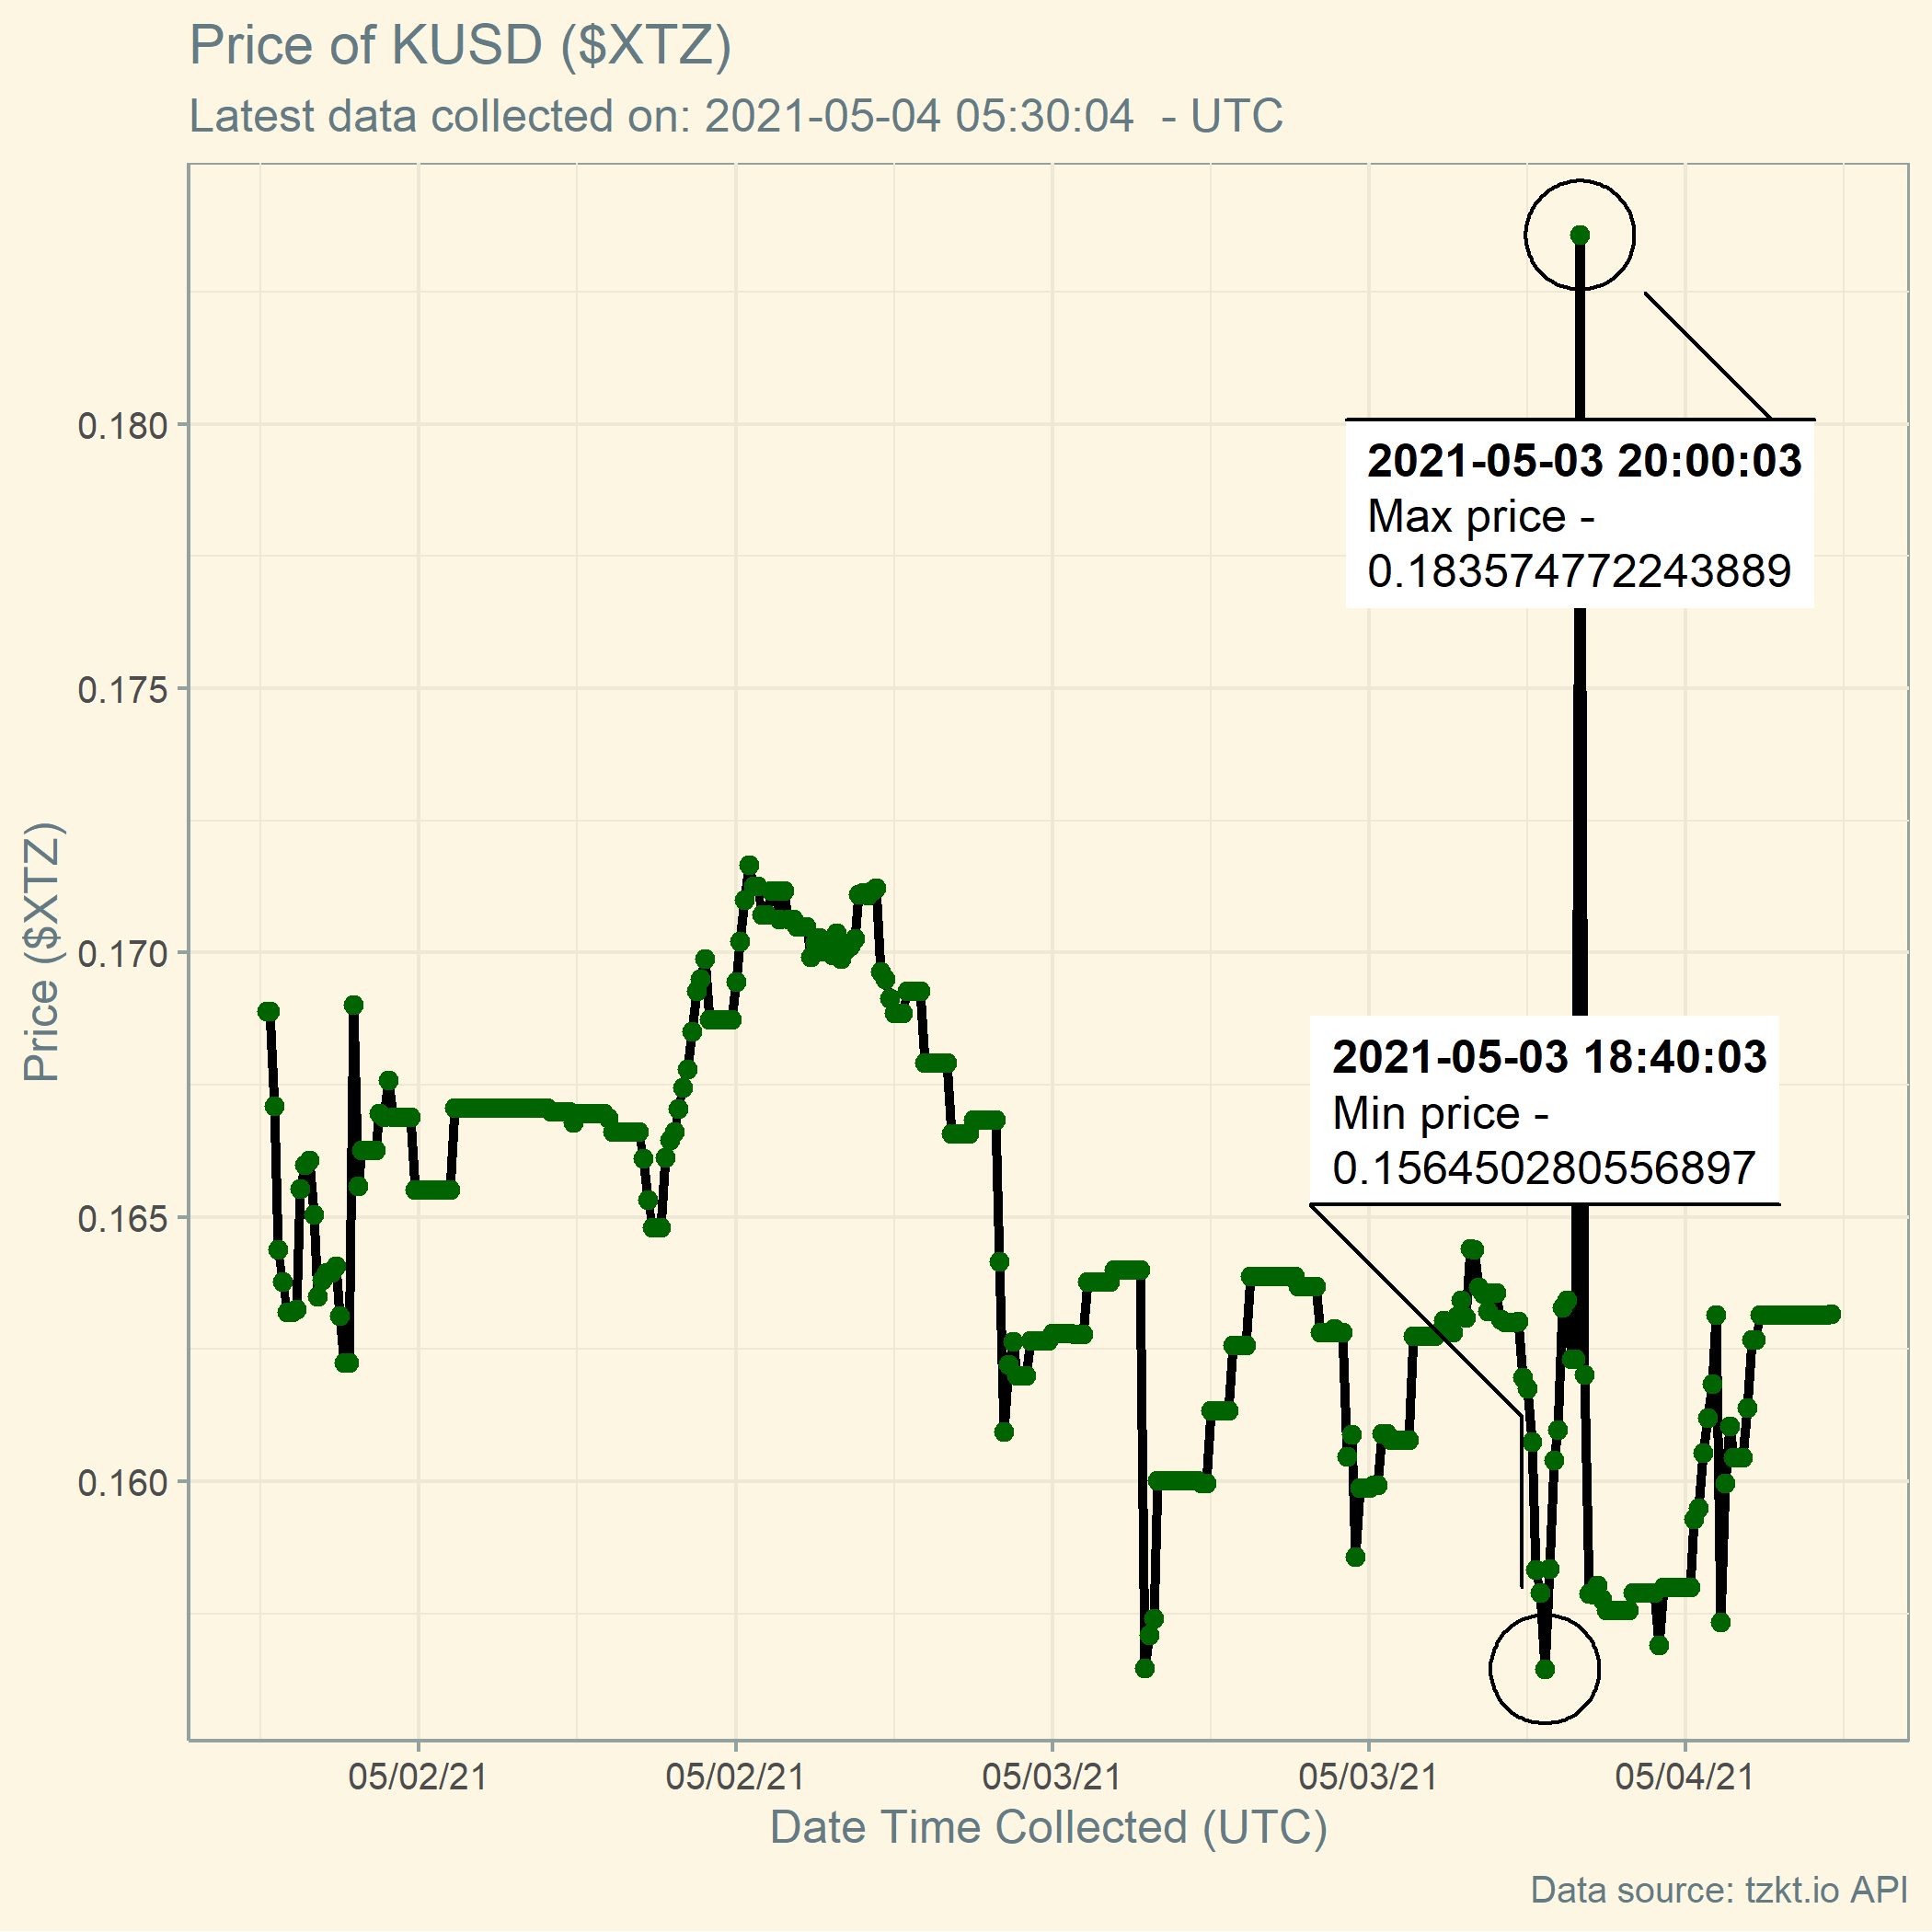 Price of KUSD ($XTZ)
Latest data collected on: 2021-05-04 05:30:04  - UTC
0.180
0.175
0.170
0.165
0.160
Price ($XTZ)
2021-05-03 20:00:03
Max price -
0.183574772243889
2021-05-03 18:40:03
Min price -
0.156450280556897
05/02/21
05/02/21
05/03/21
05/03/21
05/04/21
Date Time Collected (UTC)
Data source: tzkt.io API